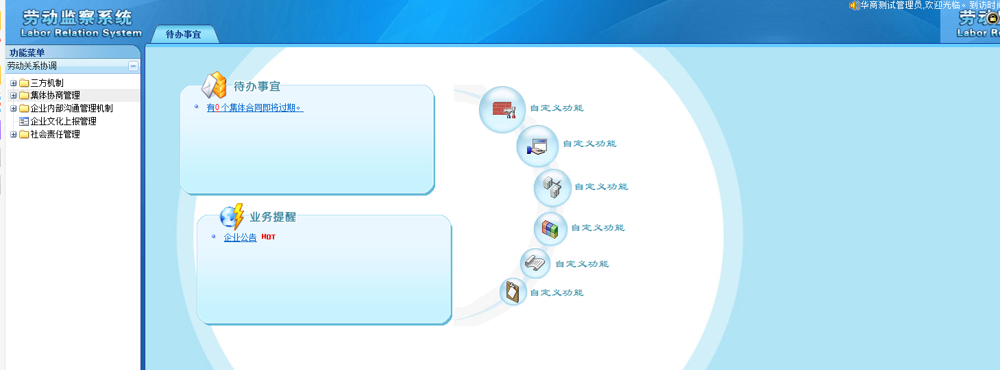 劳动监察系统
Labor Relation System
华商测试管理员,欢迎光临。到访时间
劳动
Labor Re
待办事宜
功能菜单
劳动关系协调
三方机制
集体协商管理
企业内部沟通管理机制
企业文化上报管理
社会责任管理
待办事宜
有0个集体合同即将过期。
业务提醒
企业公告 HOT
自定义功能
自定义功能
自定义功能
自定义功能
自定义功能
自定义功能